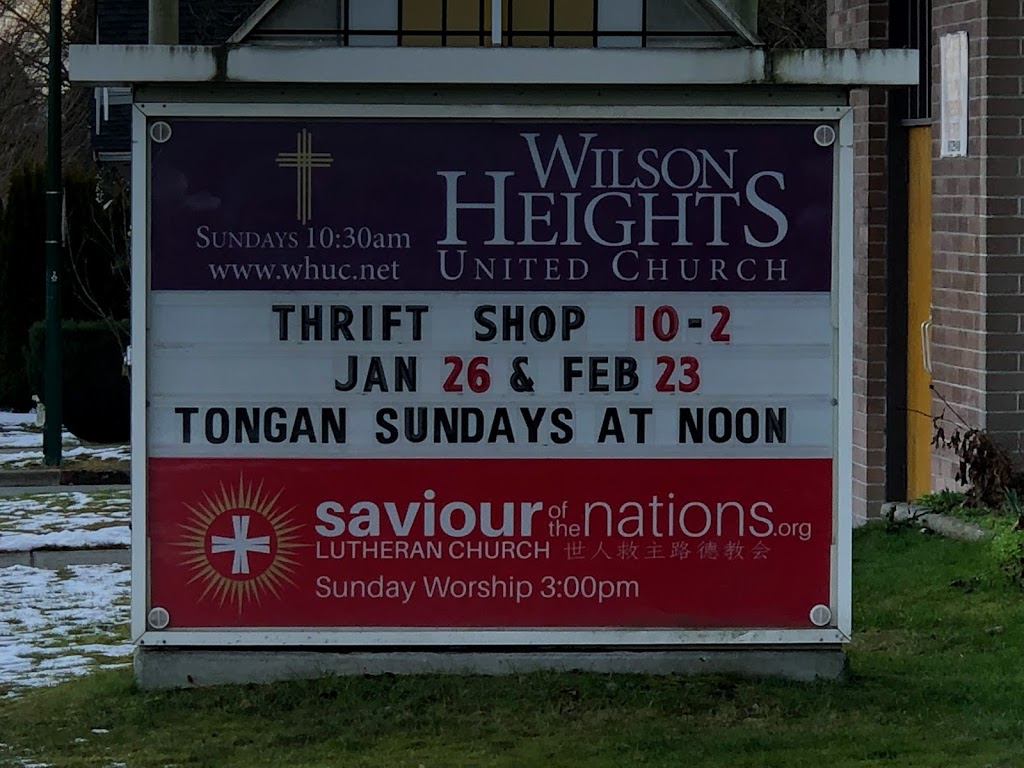 WILSON
HEIGHTS
UNITED CHURCH
SUNDAYS 10:30am
www.whuc.net
THRIFT SHOP 10-2
JAN 26 & FEB 23
TONGAN SUNDAYS AT NOON
saviour of the nations.org
LUTHERAN CHURCH 世人救主路德教会
Sunday Worship 3:00pm